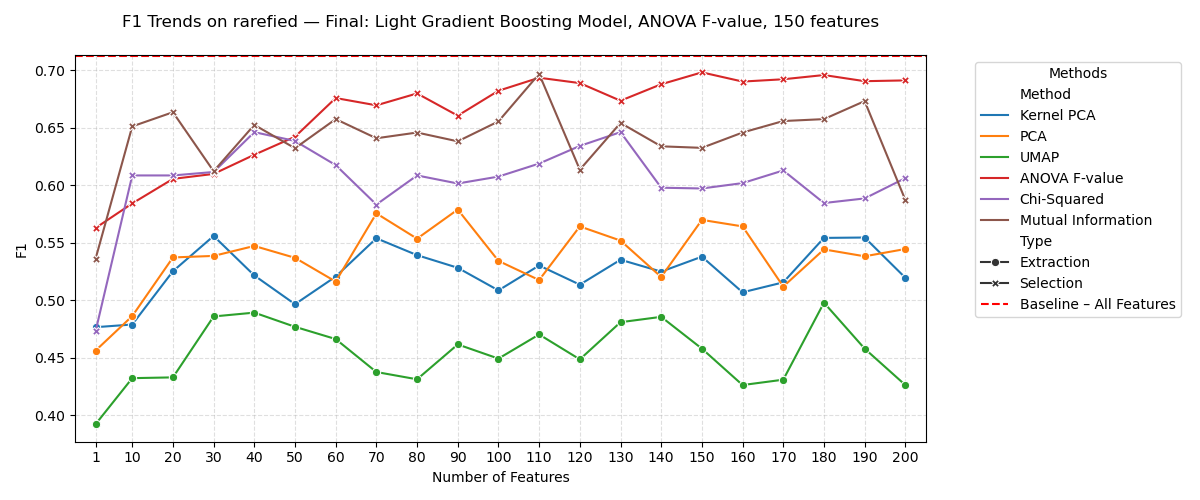 F1 Trends on rarefied — Final: Light Gradient Boosting Model, ANOVA F-value, 150 features
0.70
0.65
0.60
0.55
0.50
0.45
0.40
F1
1 10 20 30 40 50 60 70 80 90 100 110 120 130 140 150 160 170 180 190 200
Number of Features
Methods
Method
Kernel PCA
PCA
UMAP
ANOVA F-value
Chi-Squared
Mutual Information
Type
Extraction
Selection
Baseline – All Features